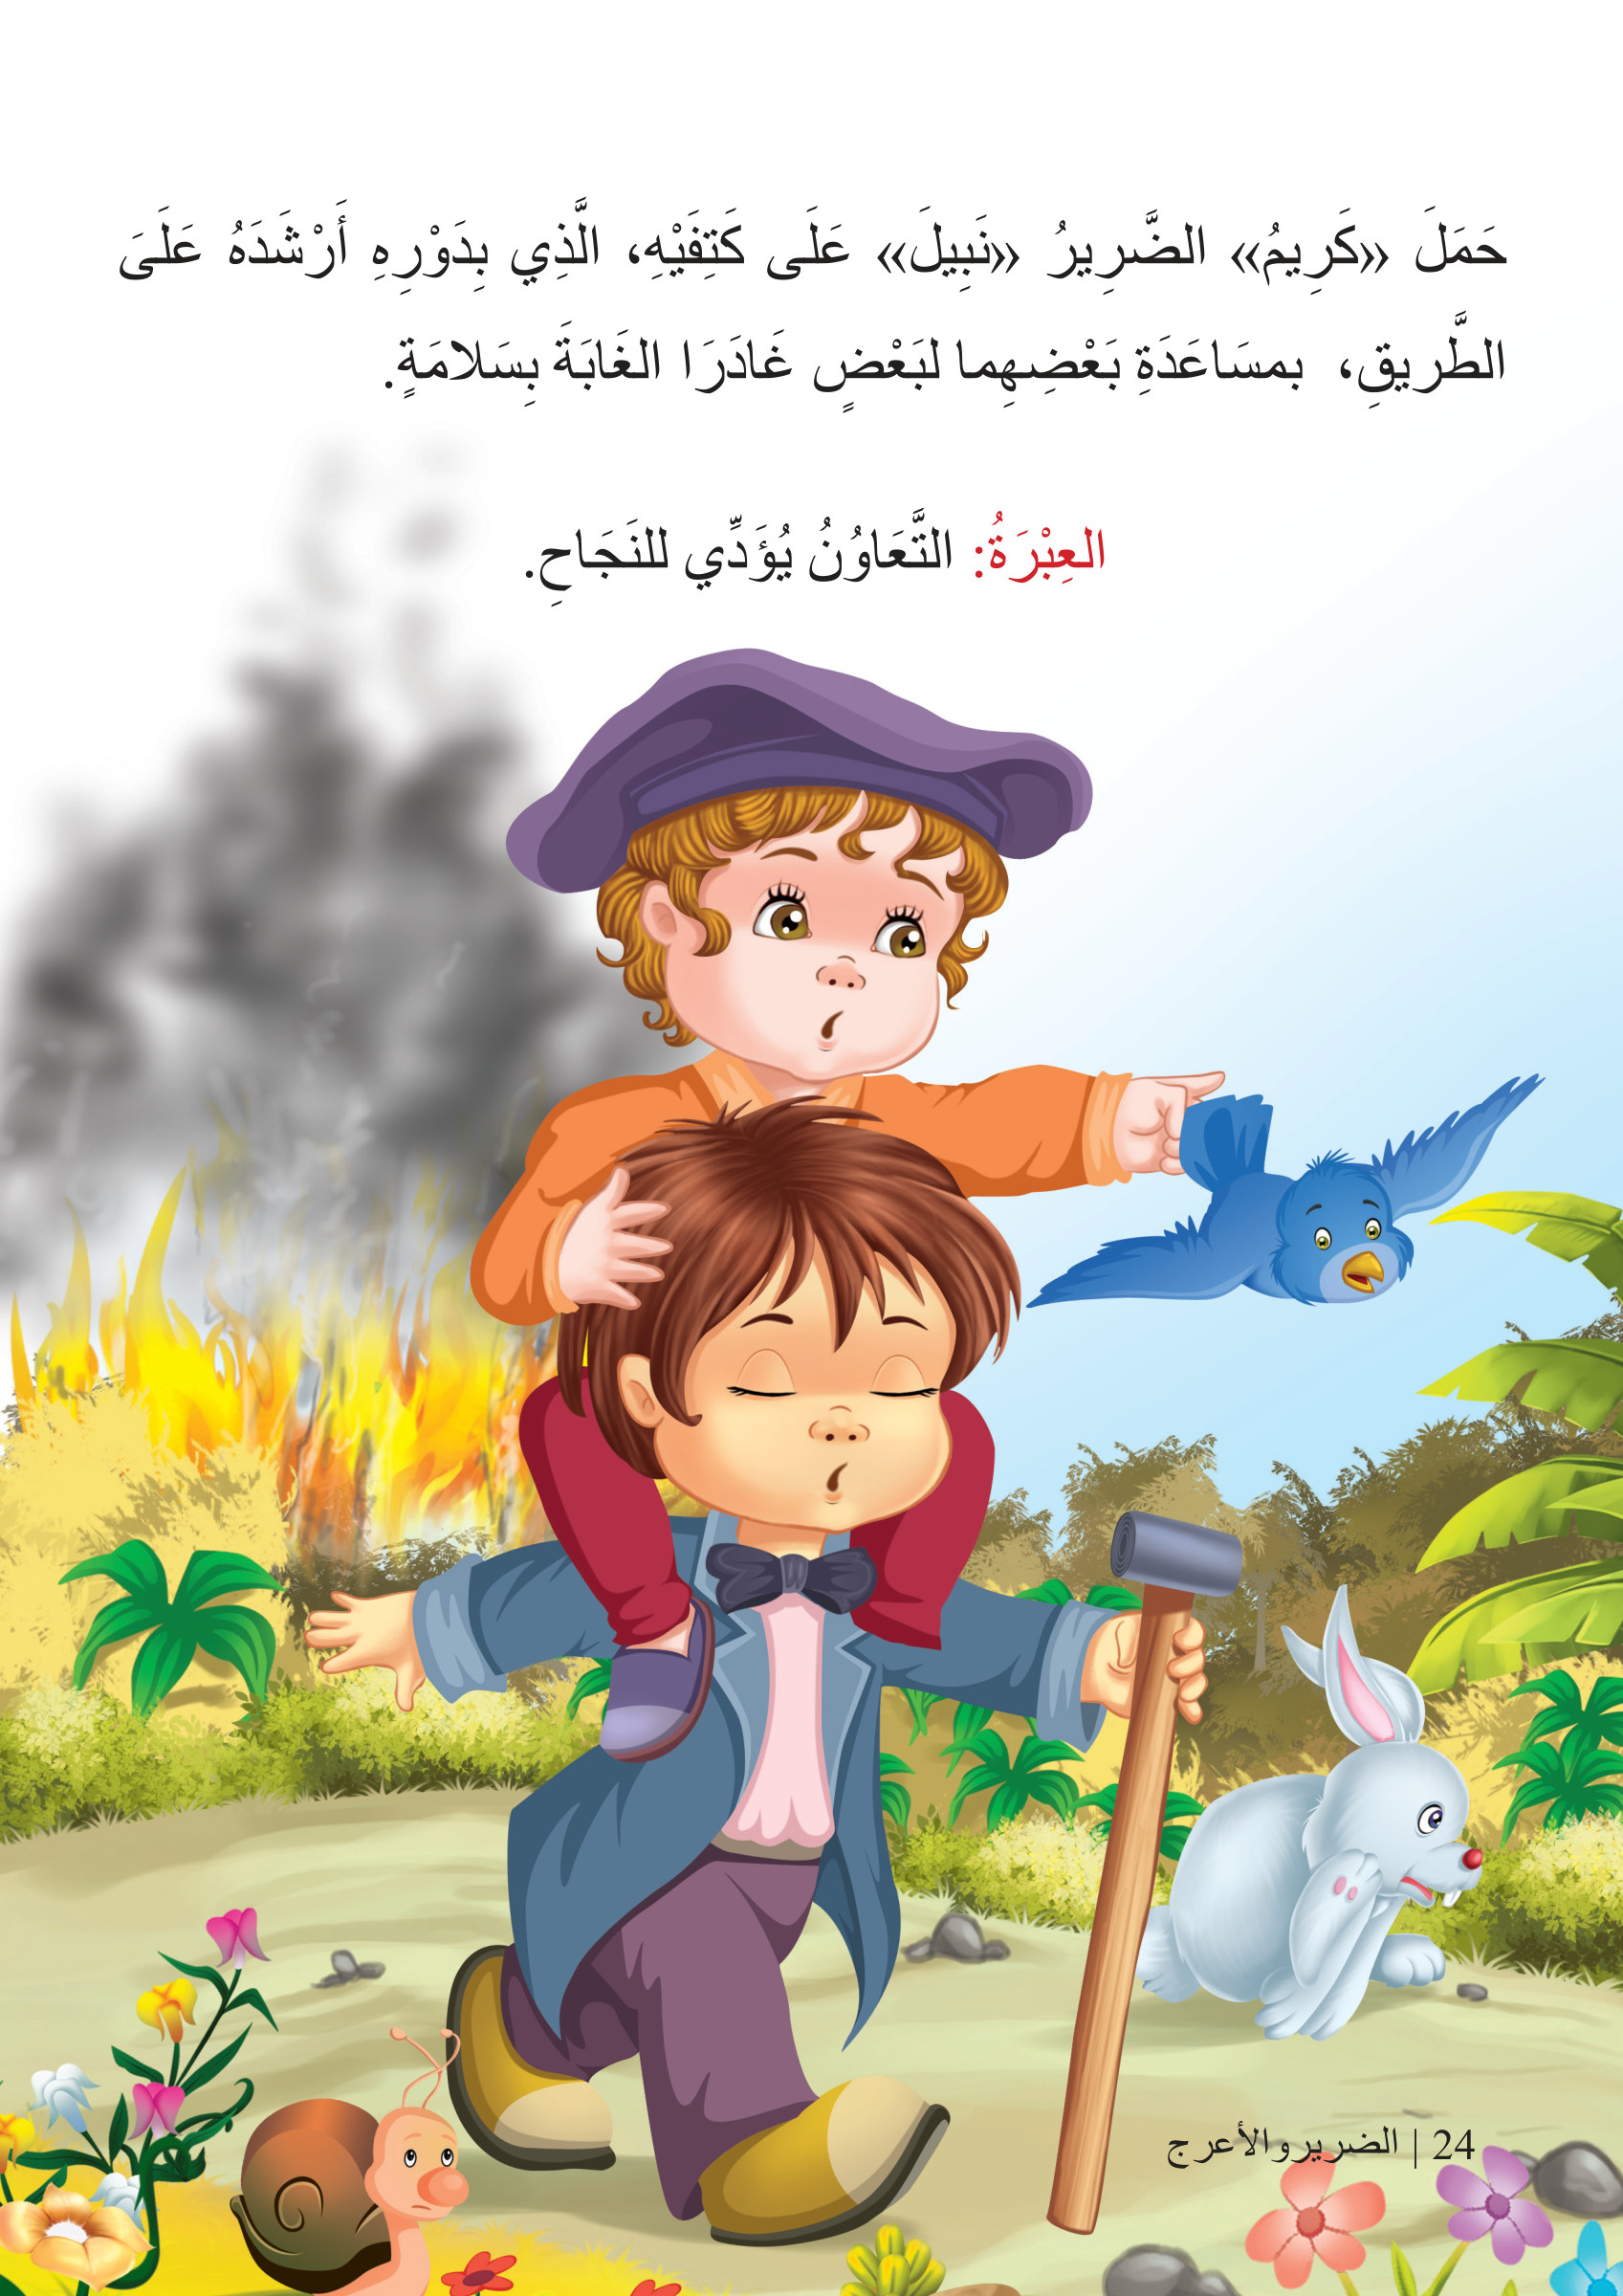 حَمَلَ «كَرِيمُ» الضَّرِيرُ «نَبِيلَ» عَلَى كَتِفَيْهِ، الَّذِي بِدَوْرِهِ أَرْشَدَهُ عَلَىَ
الطَّريقِ، بمسَاعَدَةِ بَعْضِهِما لبَعْضٍ غَادَرَا الغَابَةَ بِسَلامَةٍ.
العِبْرَةُ: التَّعَاوُنُ يُؤَدِّي للنَجَاحِ.
24 | الضريروالأعرج